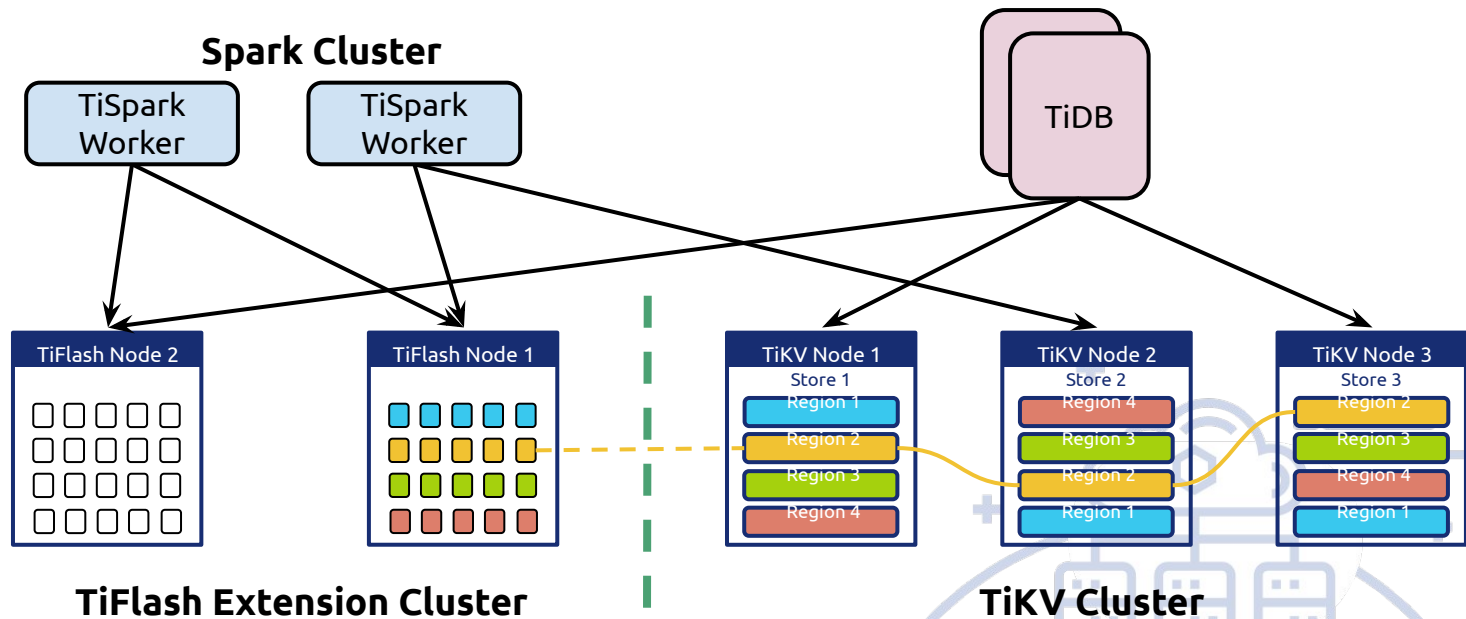 Spark Cluster
TiSpark
Worker
TiSpark
Worker
TiDB
TiFlash Node 2
TiFlash Node 1
TiKV Node 1
Store 1
Region 1
Region 2
Region 3
Region 4
TiKV Node 2
Store 2
Region 4
Region 3
Region 2
Region 1
TiKV Node 3
Store 3
Region 2
Region 3
Region 4
Region 1
TiFlash Extension Cluster
TiKV Cluster